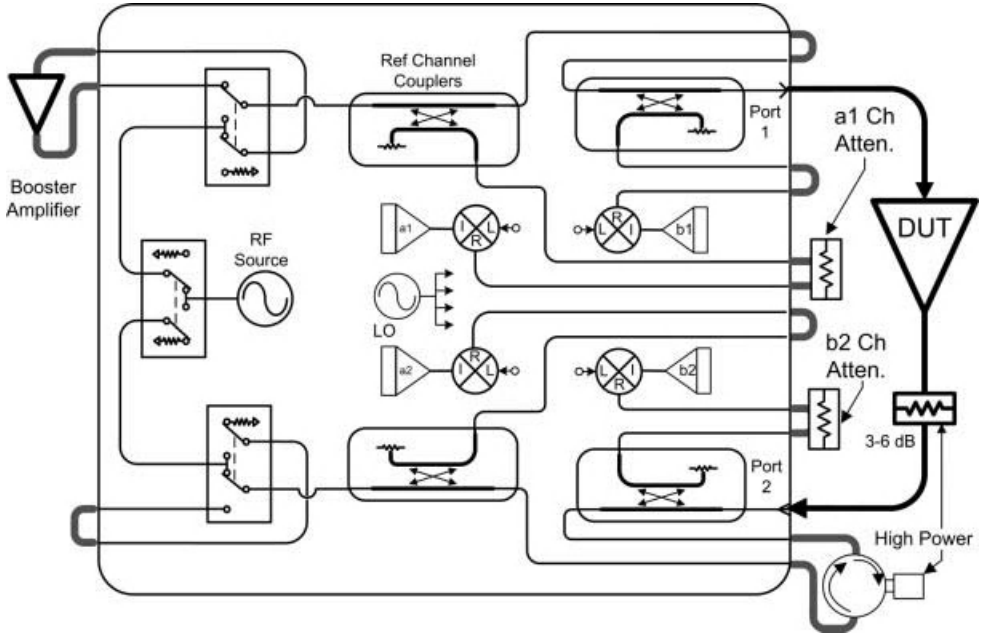 Ref Channel
Couplers
Port
1
a1 Ch
Atten.
Booster
Amplifier
DUT
a1
I
L
R
L
I
R
b1
RF
Source
LO
b2 Ch
Atten.
a2
R
I
L
L
I
R
b2
3-6 dB
Port
2
High Power